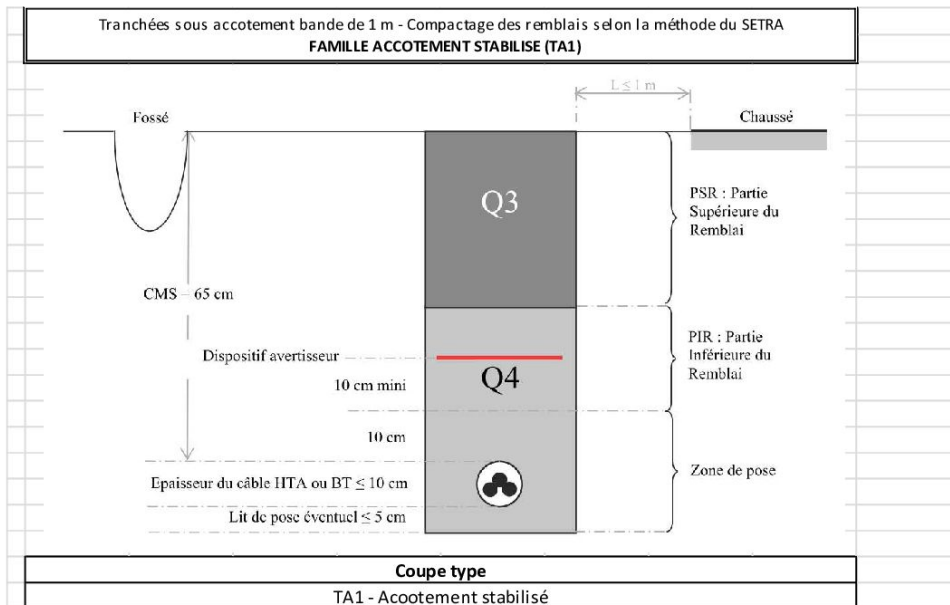 Tranchées sous accotement bande de 1 m - Compactage des remblais selon la méthode du SETRA
FAMILLE ACCOTEMENT STABILISE (TA1)
L ≤ 1 m
Fossé
Chaussé
Q3
PSR : Partie
Supérieure du
Remblai
CMS – 65 cm
Dispositif avertisseur
PIR : Partie
Inférieure du
Remblai
Q4
10 cm mini
10 cm
Zone de pose
Epaisseur du câble HTA ou BT ≤ 10 cm
Lit de pose éventuel ≤ 5 cm
Coupe type
TA1 - Acootement stabilisé